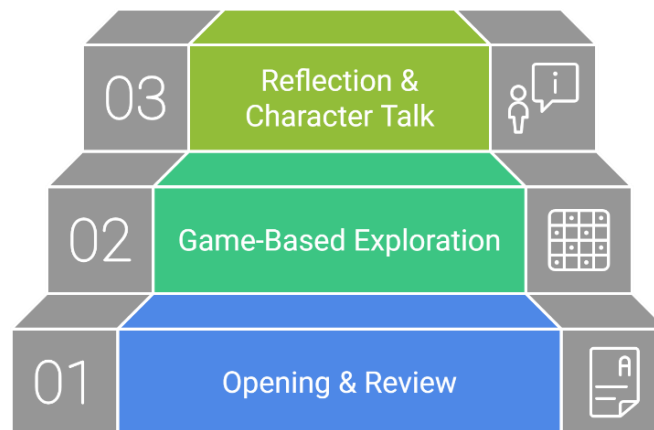 03
Reflection &
Character Talk
i
02
Game-Based Exploration
01
Opening & Review
A